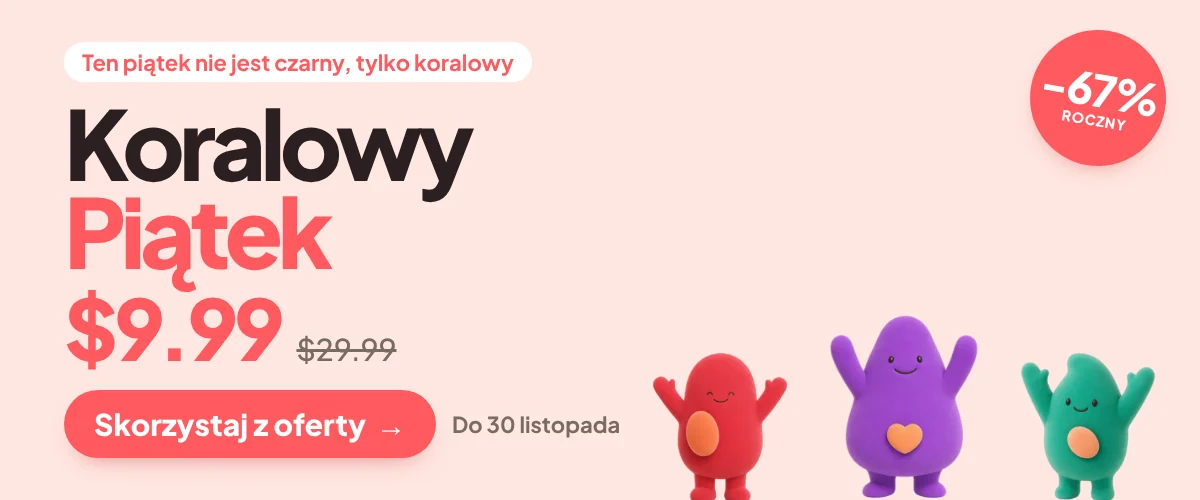 Ten piątek nie jest czarny, tylko koralowy
Koralowy
Piątek
$9.99 $29.99
Skorzystaj z oferty →
Do 30 listopada
−67%
ROCZNY